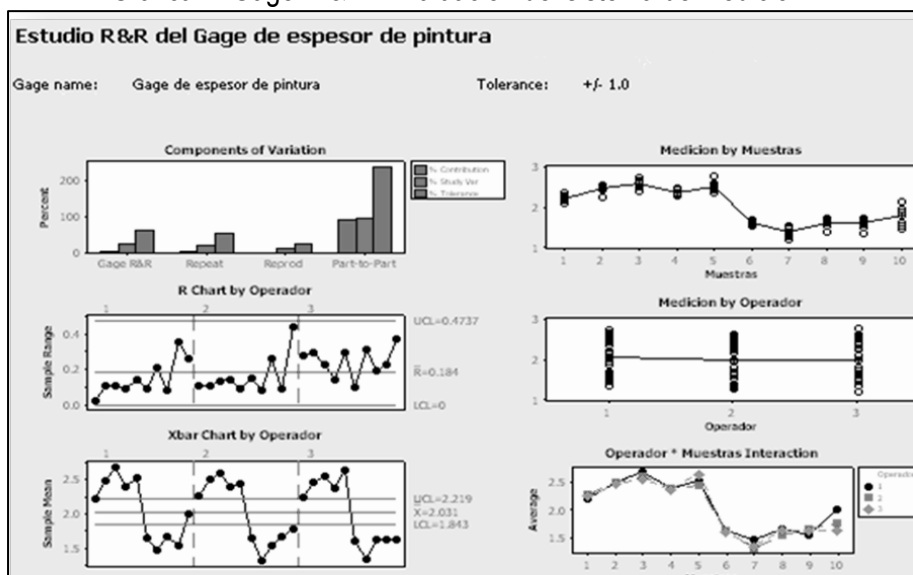 Estudio R&R del Gage de espesor de pintura
Gage name: Gage de espesor de pintura Tolerance: +/- 1.0
Components of Variation
Percent
200
100
0
Gage R&R Repeat Reprod Part-to-Part
% Contribution
% Study Var
% Tolerance
R Chart by Operador
1 2 3
Sample Range
0.4
0.2
0.0
UCL=0.4737
R=0.184
LCL=0
Xbar Chart by Operador
1 2 3
Sample Mean
2.5
2.0
1.5
UCL=2.219
X=2.031
LCL=1.843
Medicion by Muestras
3
2
1
1 2 3 4 5 6 7 8 9 10
Muestras
Medicion by Operador
3
2
1
1 2 3
Operador
Operador * Muestras Interaction
Average
2.5
2.0
1.5
1 2 3 4 5 6 7 8 9 10
Operador
1
2
3